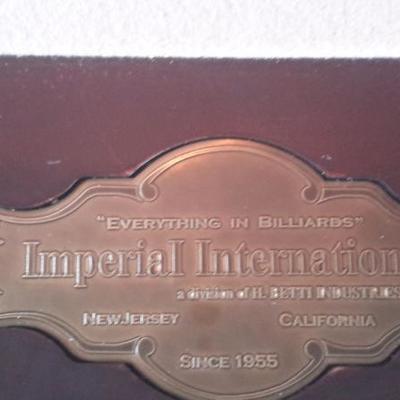 "EVERYTHING IN BILLIARDS"
Imperial Internation
a division of H. BETTI INDUSTRIES
NEW JERSEY CALIFORNIA
SINCE 1955